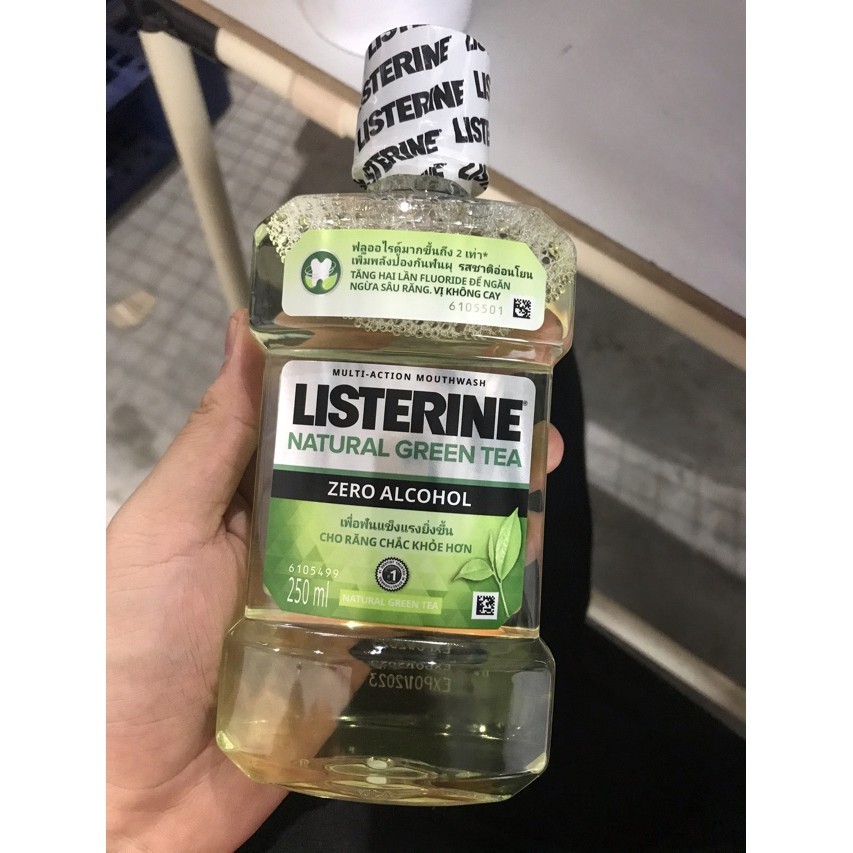 LISTERINE
LISTERINE
LISTERINE
ฟลูออไรด์มากขึ้นถึง 2 เท่า*
เพิ่มพลังป้องกันฟันผุ รสชาติอ่อนโยน
TĂNG HAI LẦN FLUORIDE ĐỂ NGĂN
NGỪA SÂU RĂNG. VỊ KHÔNG CAY
6105501
MULTI-ACTION MOUTHWASH
LISTERINE®
NATURAL GREEN TEA
ZERO ALCOHOL
เพื่อฟันแข็งแรงยิ่งขึ้น
CHO RĂNG CHẮC KHỎE HƠN
6105499
#1
250 ml
NATURAL GREEN TEA
EXP01/2023